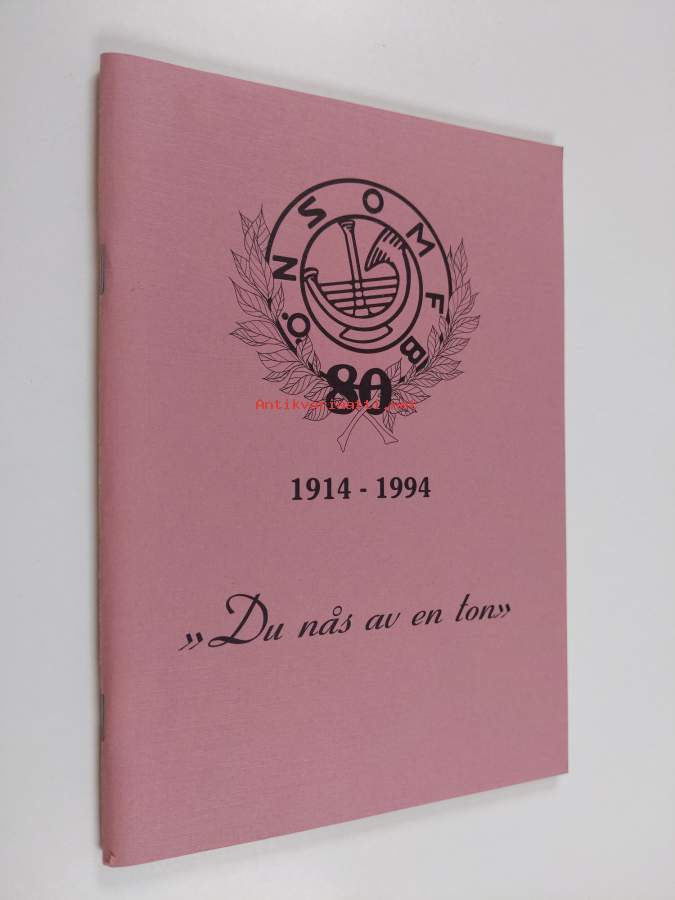 ÖNSOMFB
80
Antikvariaatti.net
1914 - 1994
»Du nås av en ton»